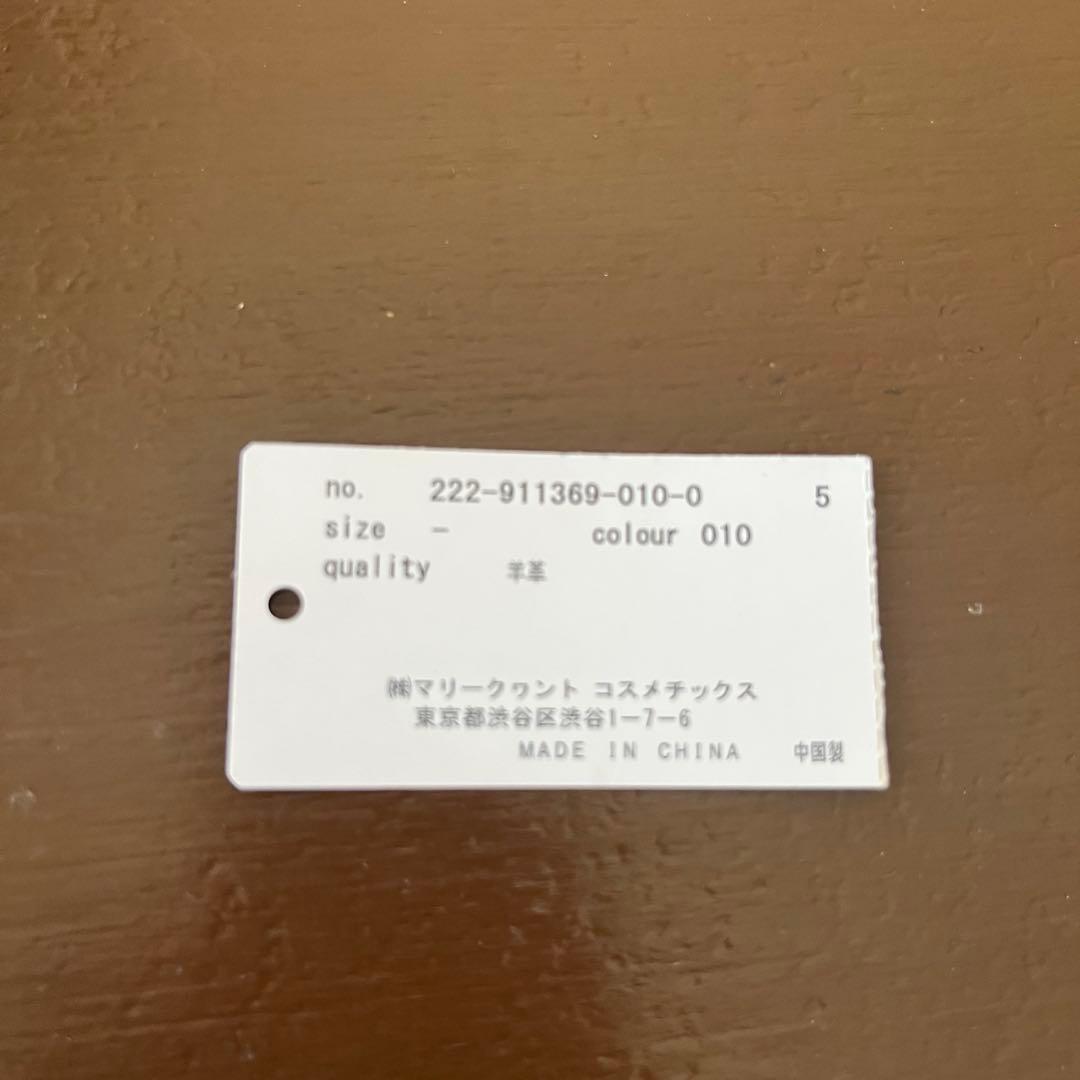 no. 222-911369-010-0 5
size - colour 010
quality 羊革
㈱マリークヮント コスメチックス
東京都渋谷区渋谷1-7-6
MADE IN CHINA 中国製